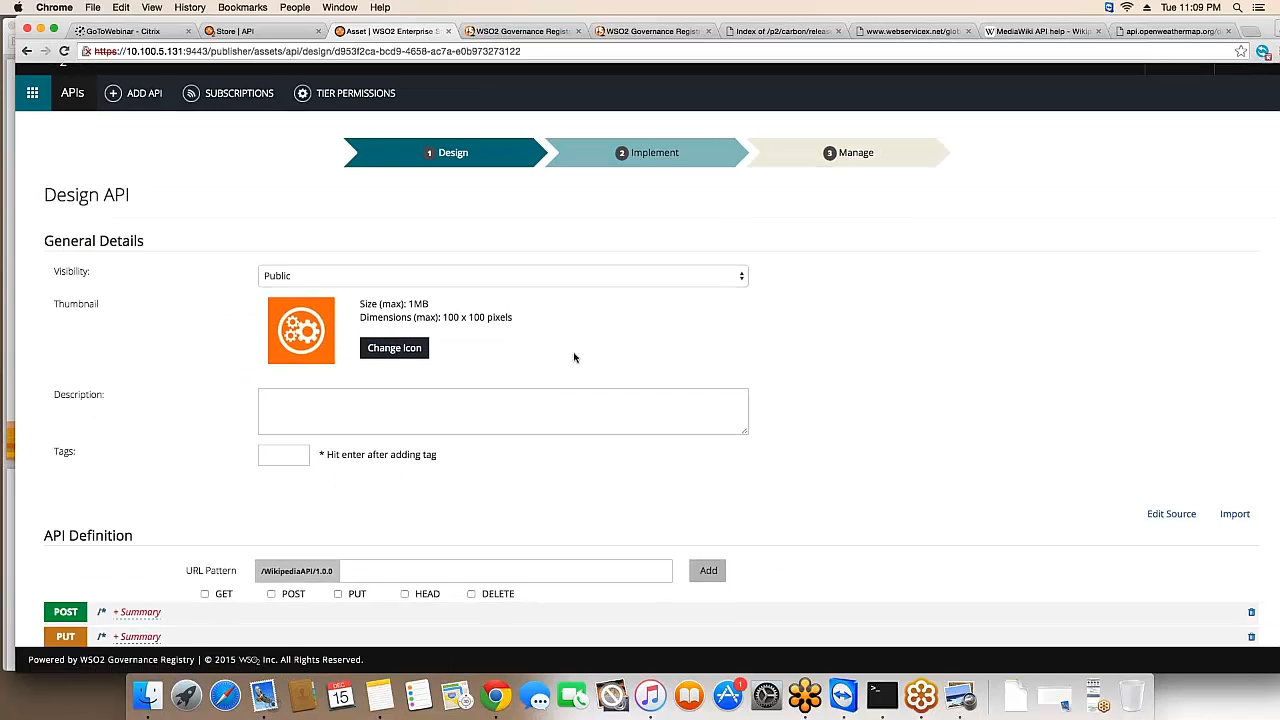 Chrome File Edit View History Bookmarks People Window Help Tue 11:09 PM
GoToWebinar - Citrix × Store | API × Asset | WSO2 Enterprise S × WSO2 Governance Regist × WSO2 Governance Regist × Index of /p2/carbon/relea × www.webservicex.net/glob × MediaWiki API help - Wikip × api.openweathermap.org/d ×
https://10.100.5.131:9443/publisher/assets/api/design/d953f2ca-bcd9-4658-ac7a-e0b973273122
APIs ADD API SUBSCRIPTIONS TIER PERMISSIONS
1 Design 2 Implement 3 Manage
Design API
General Details
Visibility: Public
Thumbnail Size (max): 1MB
Dimensions (max): 100 x 100 pixels
Change Icon
Description:
Tags: * Hit enter after adding tag
Edit Source Import
API Definition
URL Pattern /WikipediaAPI/1.0.0 Add
GET POST PUT HEAD DELETE
POST /* + Summary
PUT /* + Summary
Powered by WSO2 Governance Registry | © 2015 WSO2 Inc. All Rights Reserved.
DEC
15
1